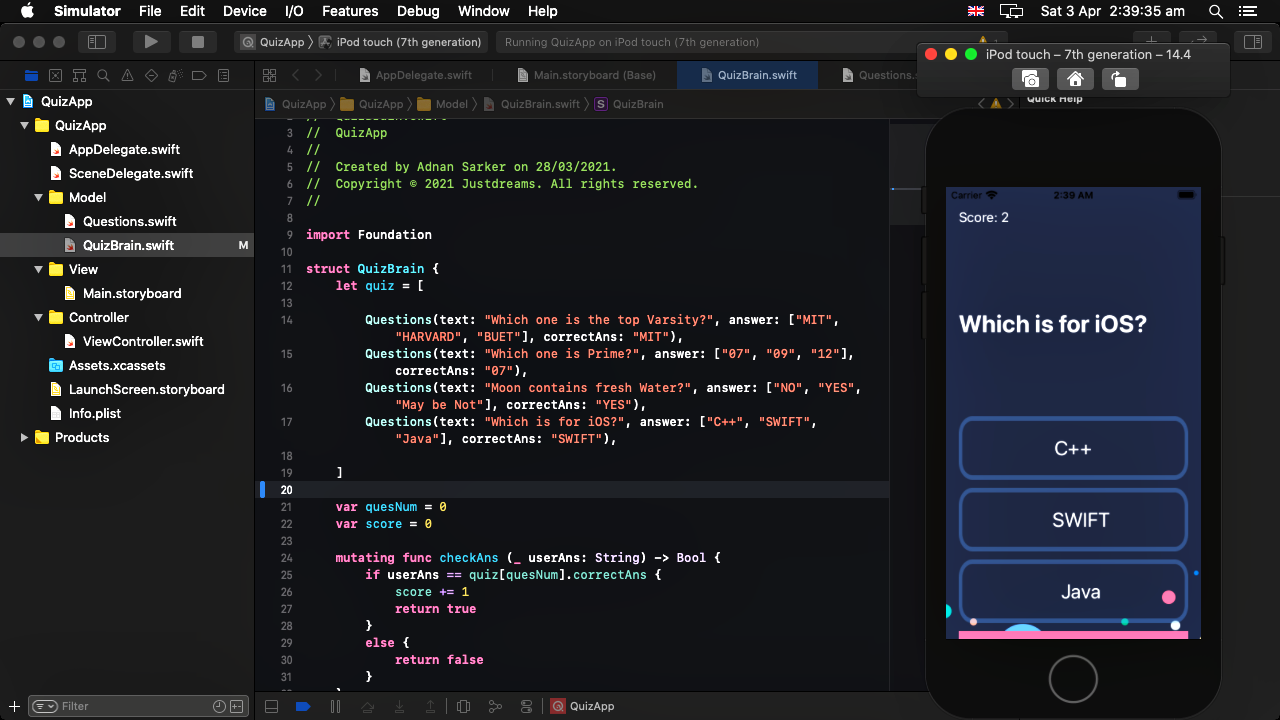 Simulator File Edit Device I/O Features Debug Window Help Sat 3 Apr 2:39:35 am
QuizApp iPod touch (7th generation) Running QuizApp on iPod touch (7th generation)
AppDelegate.swift Main.storyboard (Base) QuizBrain.swift Questions.
QuizApp QuizApp Model QuizBrain.swift S QuizBrain
QuizApp
QuizApp
AppDelegate.swift
SceneDelegate.swift
Model
Questions.swift
QuizBrain.swift M
View
Main.storyboard
Controller
ViewController.swift
Assets.xcassets
LaunchScreen.storyboard
Info.plist
Products
Filter
3 // QuizApp
4 //
5 // Created by Adnan Sarker on 28/03/2021.
6 // Copyright © 2021 Justdreams. All rights reserved.
7 //
8
9 import Foundation
10
11 struct QuizBrain {
12 let quiz = [
13
14 Questions(text: "Which one is the top Varsity?", answer: ["MIT",
"HARVARD", "BUET"], correctAns: "MIT"),
15 Questions(text: "Which one is Prime?", answer: ["07", "09", "12"],
correctAns: "07"),
16 Questions(text: "Moon contains fresh Water?", answer: ["NO", "YES",
"May be Not"], correctAns: "YES"),
17 Questions(text: "Which is for iOS?", answer: ["C++", "SWIFT",
"Java"], correctAns: "SWIFT"),
18
19 ]
20
21 var quesNum = 0
22 var score = 0
23
24 mutating func checkAns (_ userAns: String) -> Bool {
25 if userAns == quiz[quesNum].correctAns {
26 score += 1
27 return true
28 }
29 else {
30 return false
31 }
QuizApp
iPod touch – 7th generation – 14.4
Quick Help
Carrier 2:39 AM
Score: 2
Which is for iOS?
C++
SWIFT
Java